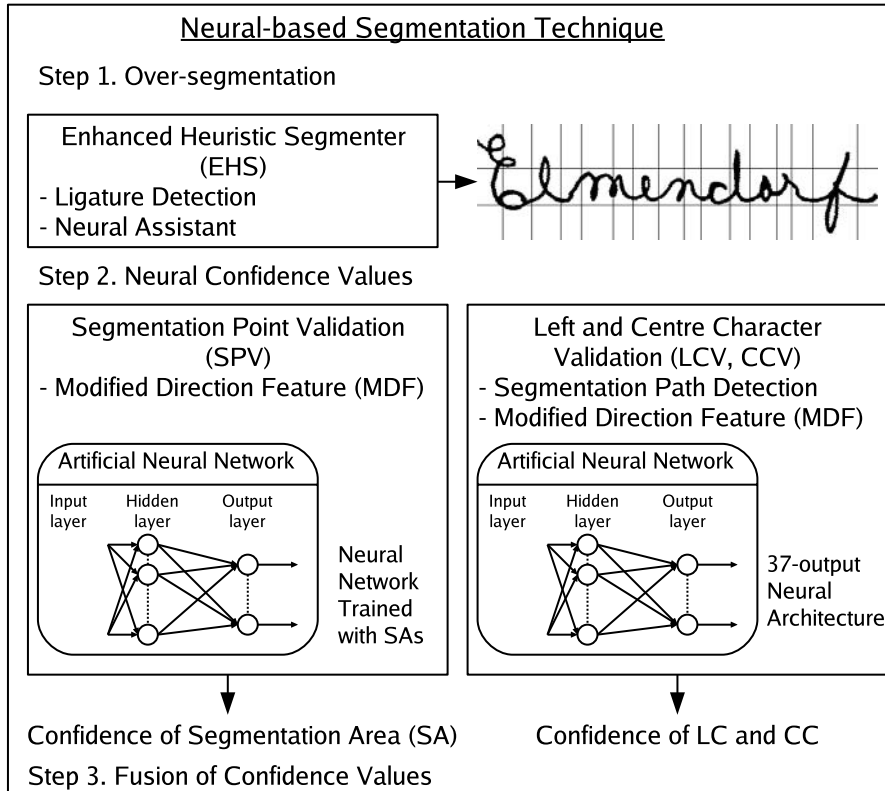 Neural-based Segmentation Technique
Step 1. Over-segmentation
Enhanced Heuristic Segmenter
(EHS)
- Ligature Detection
- Neural Assistant
Elmendorf
Step 2. Neural Confidence Values
Segmentation Point Validation
(SPV)
- Modified Direction Feature (MDF)
Artificial Neural Network
Input
layer
Hidden
layer
Output
layer
Neural
Network
Trained
with SAs
Left and Centre Character
Validation (LCV, CCV)
- Segmentation Path Detection
- Modified Direction Feature (MDF)
Artificial Neural Network
Input
layer
Hidden
layer
Output
layer
37-output
Neural
Architecture
Confidence of Segmentation Area (SA)
Confidence of LC and CC
Step 3. Fusion of Confidence Values